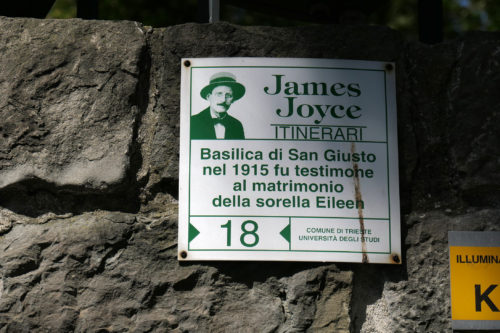 James
Joyce
ITINERARI
Basilica di San Giusto
nel 1915 fu testimone
al matrimonio
della sorella Eileen
18
COMUNE DI TRIESTE
UNIVERSITÀ DEGLI STUDI
ILLUMINA
K